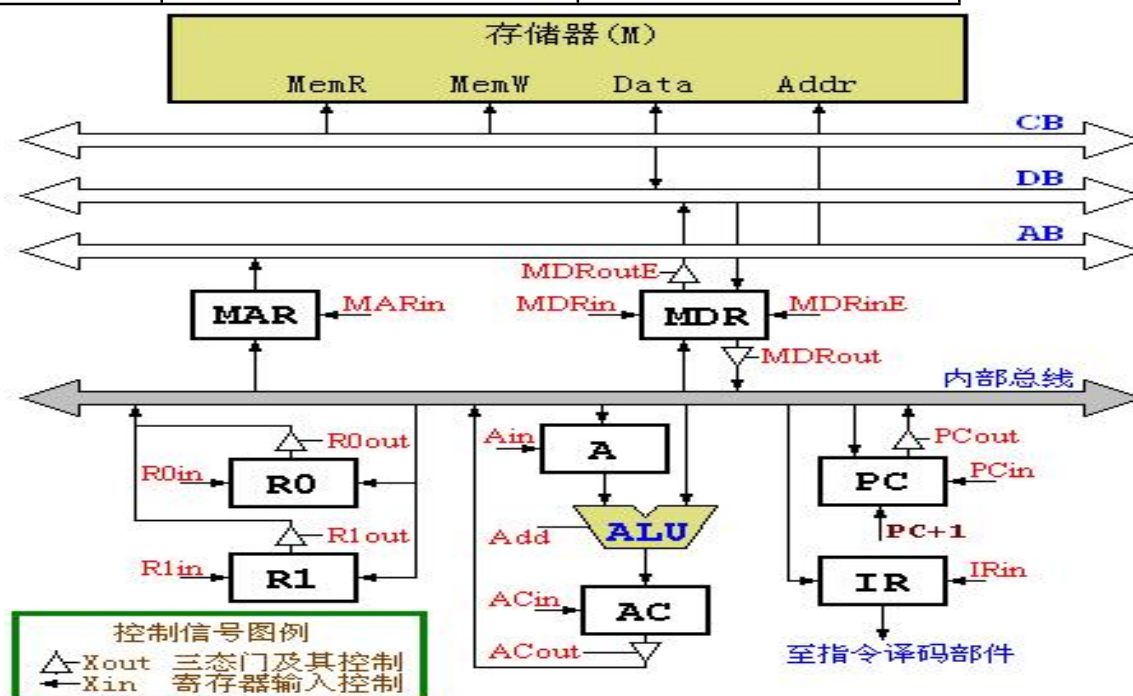 存储器(M)
MemR MemW Data Addr
CB
DB
AB
MDRoutE
MAR MARin MDRin MDR MDRinE
MDRout
内部总线
R0out Ain A PCout
R0in R0 PC PCin
R1out Add ALU PC+1
R1in R1 ACin AC IR IRin
控制信号图例
ACout 至指令译码部件
Xout 三态门及其控制
Xin 寄存器输入控制